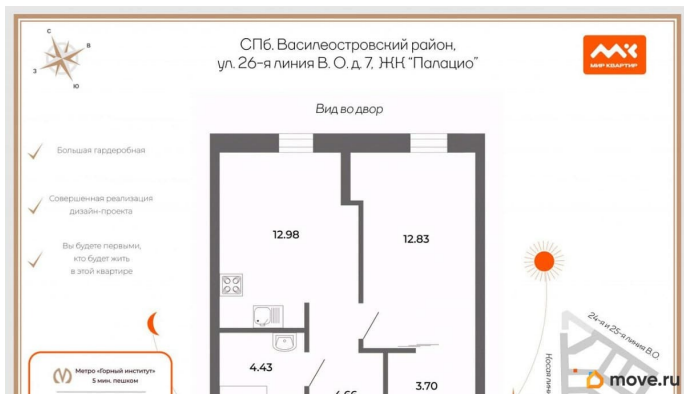 С
В
З
Ю
СПб. Василеостровский район,
ул. 26-я линия В. О. д. 7, ЖК "Палацио"
МИР КВАРТИР
Вид во двор
Большая гардеробная
Совершенная реализация
дизайн-проекта
Вы будете первыми,
кто будет жить
в этой квартире
12.98
12.83
4.43
3.70
24-я и 25-я линия В.О.
Косая
Метро «Горный институт»
5 мин. пешком
move.ru